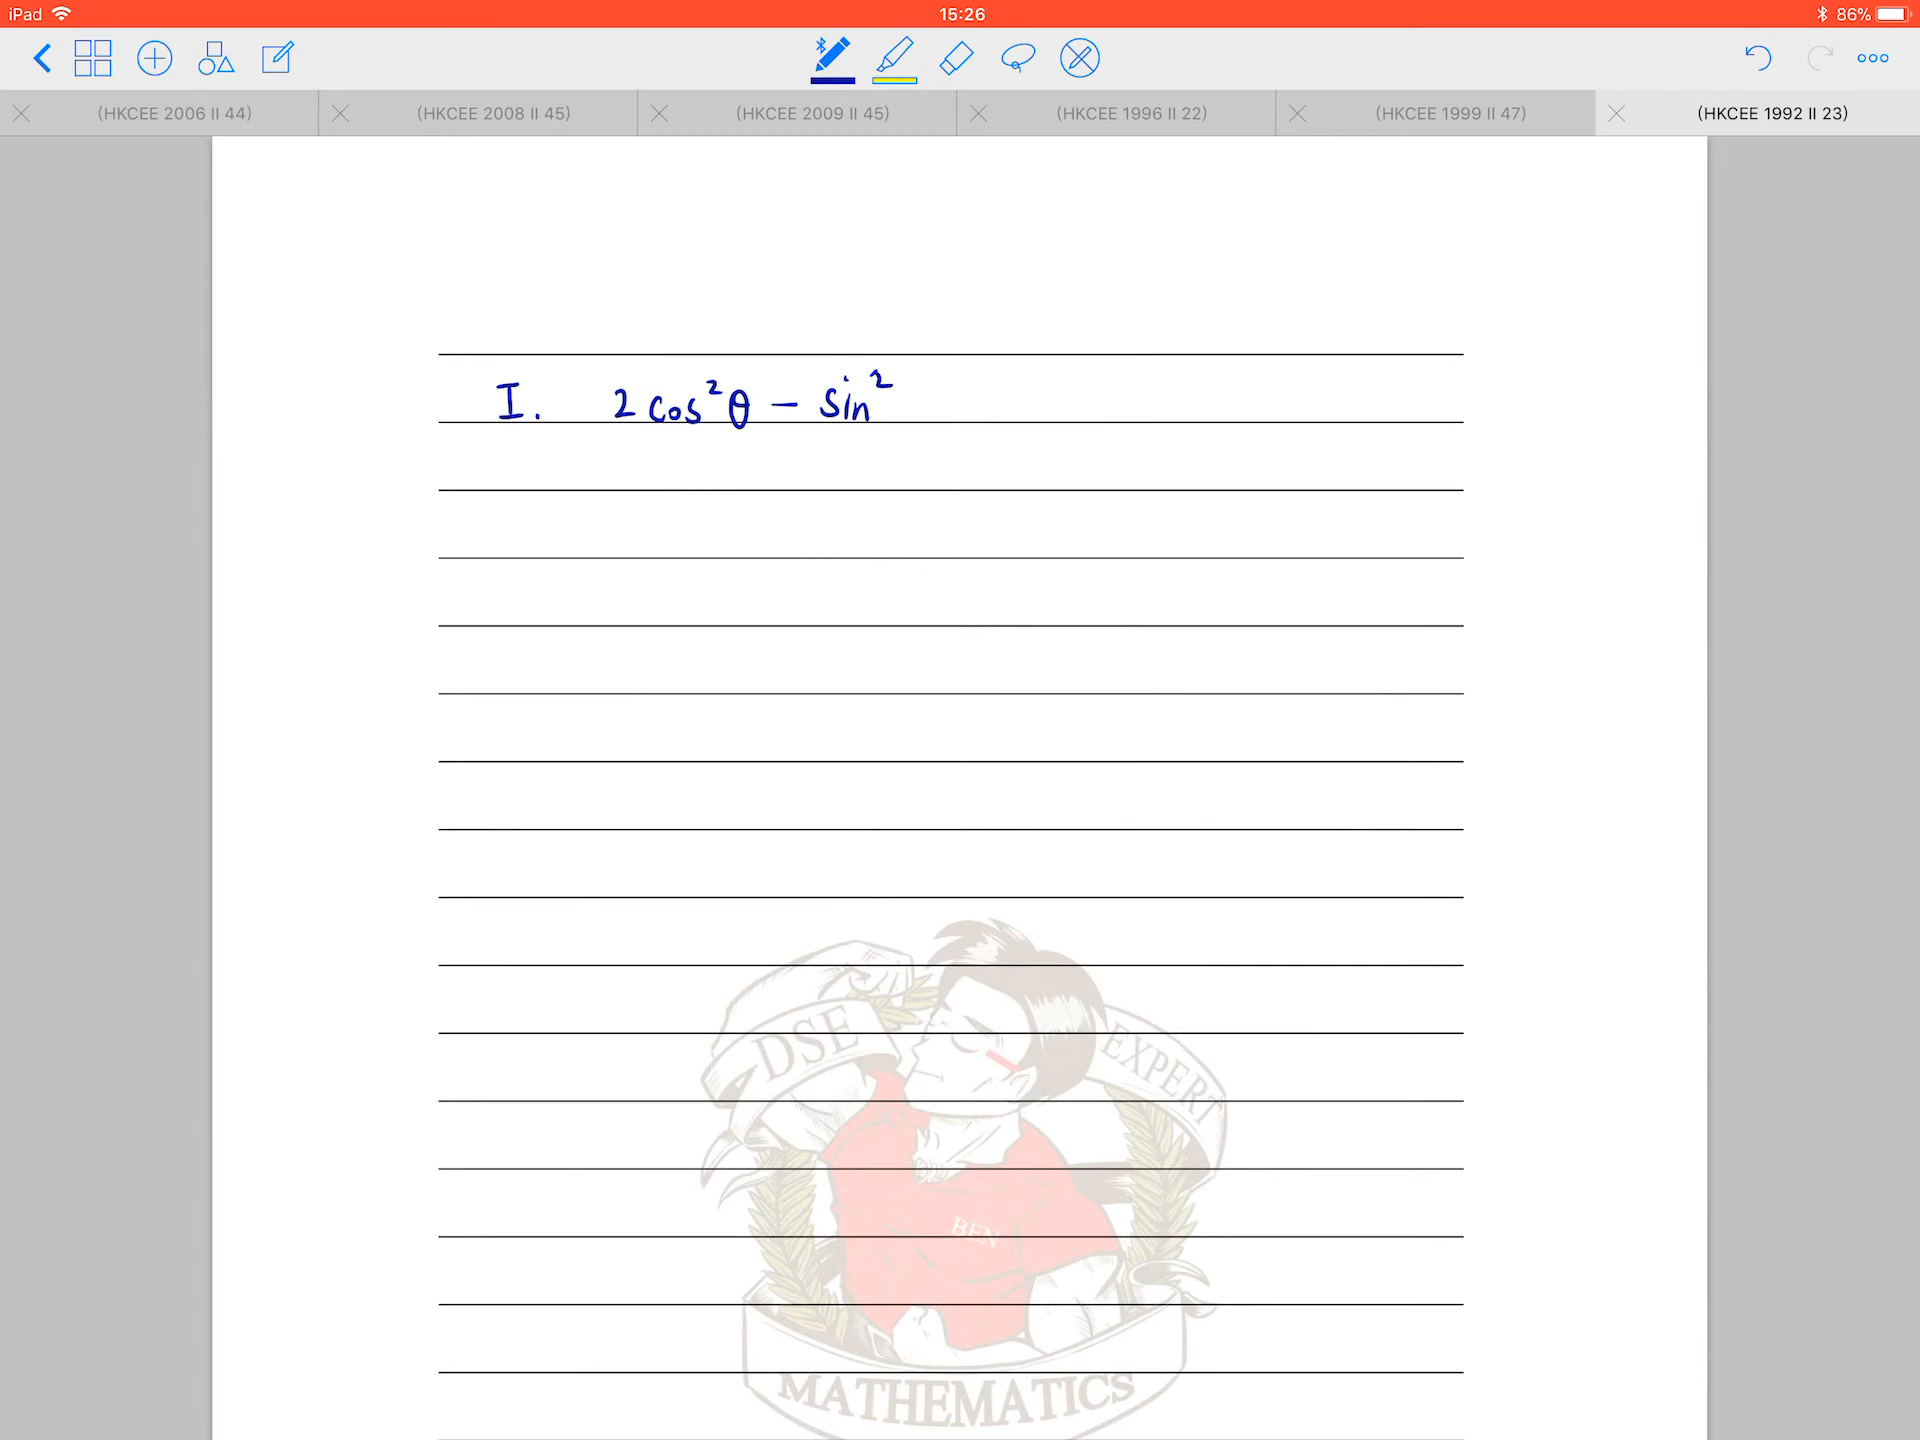 iPad 15:26 86%
(HKCEE 2006 II 44) (HKCEE 2008 II 45) (HKCEE 2009 II 45) (HKCEE 1996 II 22) (HKCEE 1999 II 47) (HKCEE 1992 II 23)
I. 2 cos²θ − sin²
DSE EXPERT
BEN
MATHEMATICS